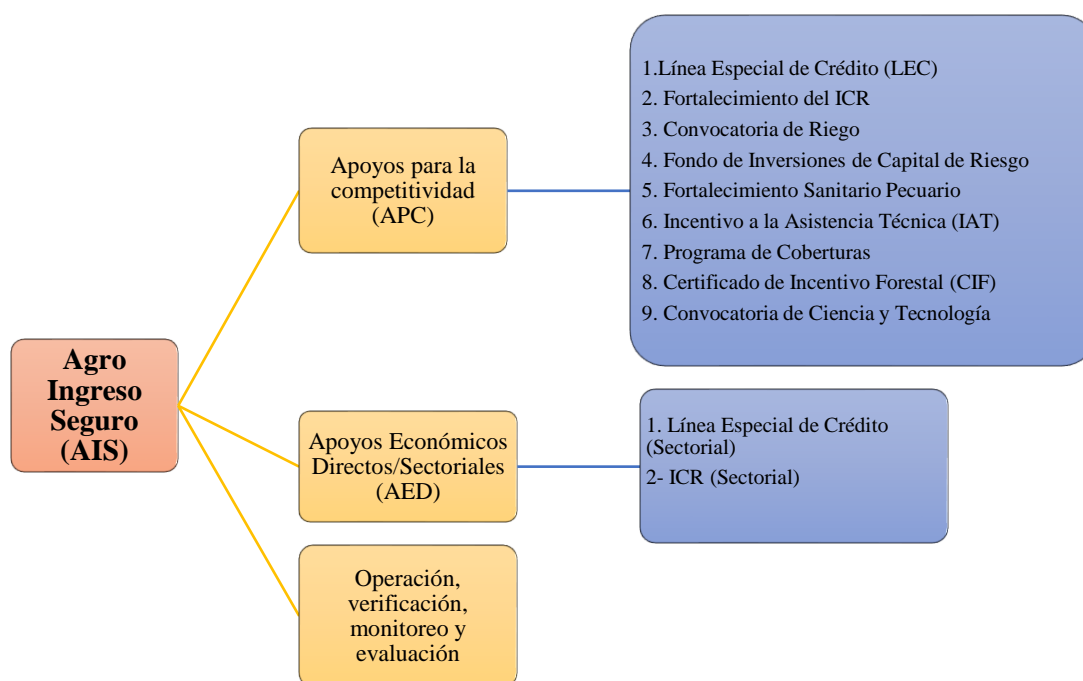 Agro
Ingreso
Seguro
(AIS)
Apoyos para la
competitividad
(APC)
1.Línea Especial de Crédito (LEC)
2. Fortalecimiento del ICR
3. Convocatoria de Riego
4. Fondo de Inversiones de Capital de Riesgo
5. Fortalecimiento Sanitario Pecuario
6. Incentivo a la Asistencia Técnica (IAT)
7. Programa de Coberturas
8. Certificado de Incentivo Forestal (CIF)
9. Convocatoria de Ciencia y Tecnología
Apoyos Económicos
Directos/Sectoriales
(AED)
1. Línea Especial de Crédito
(Sectorial)
2- ICR (Sectorial)
Operación,
verificación,
monitoreo y
evaluación